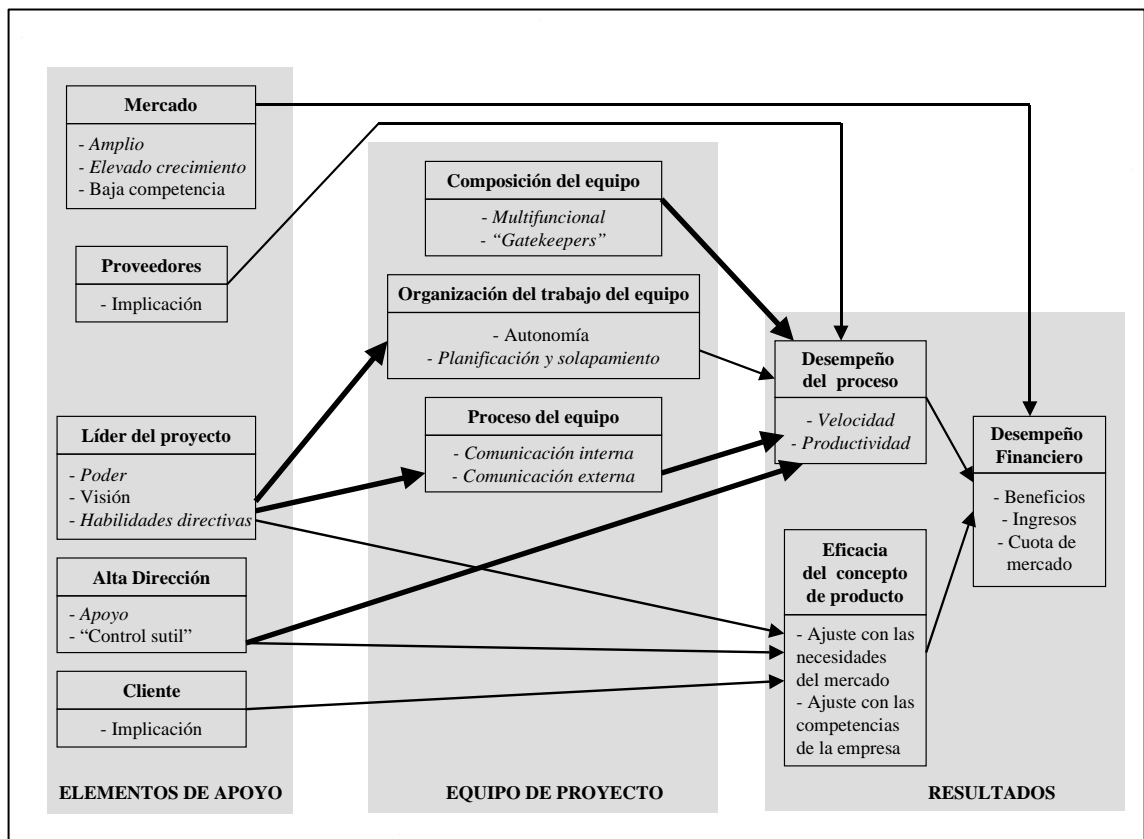 Mercado
- Amplio
- Elevado crecimiento
- Baja competencia
Proveedores
- Implicación
Líder del proyecto
- Poder
- Visión
- Habilidades directivas
Alta Dirección
- Apoyo
- “Control sutil”
Cliente
- Implicación
ELEMENTOS DE APOYO
Composición del equipo
- Multifuncional
- “Gatekeepers”
Organización del trabajo del equipo
- Autonomía
- Planificación y solapamiento
Proceso del equipo
- Comunicación interna
- Comunicación externa
EQUIPO DE PROYECTO
Desempeño
del proceso
- Velocidad
- Productividad
Eficacia
del concepto
de producto
- Ajuste con las
necesidades
del mercado
- Ajuste con las
competencias
de la empresa
Desempeño
Financiero
- Beneficios
- Ingresos
- Cuota de
mercado
RESULTADOS